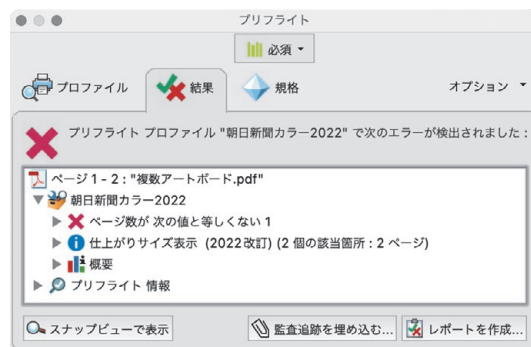 プリフライト
必須
プロファイル 結果 規格 オプション
プリフライト プロファイル "朝日新聞カラー2022" で次のエラーが検出されました :
ページ 1 - 2 : "複数アートボード.pdf"
朝日新聞カラー2022
ページ数が 次の値と等しくない 1
仕上がりサイズ表示 (2022改訂) (2 個の該当箇所 : 2 ページ)
概要
プリフライト 情報
スナップビューで表示 監査追跡を埋め込む... レポートを作成...